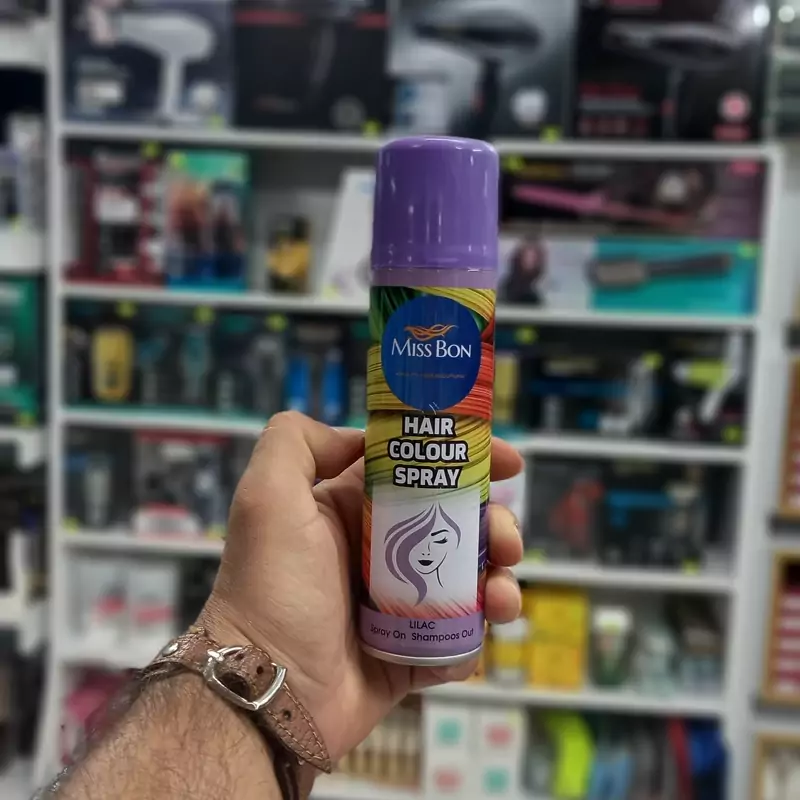 MISS BON
HAIR
COLOUR
SPRAY
LILAC
Spray On Shampoos Out